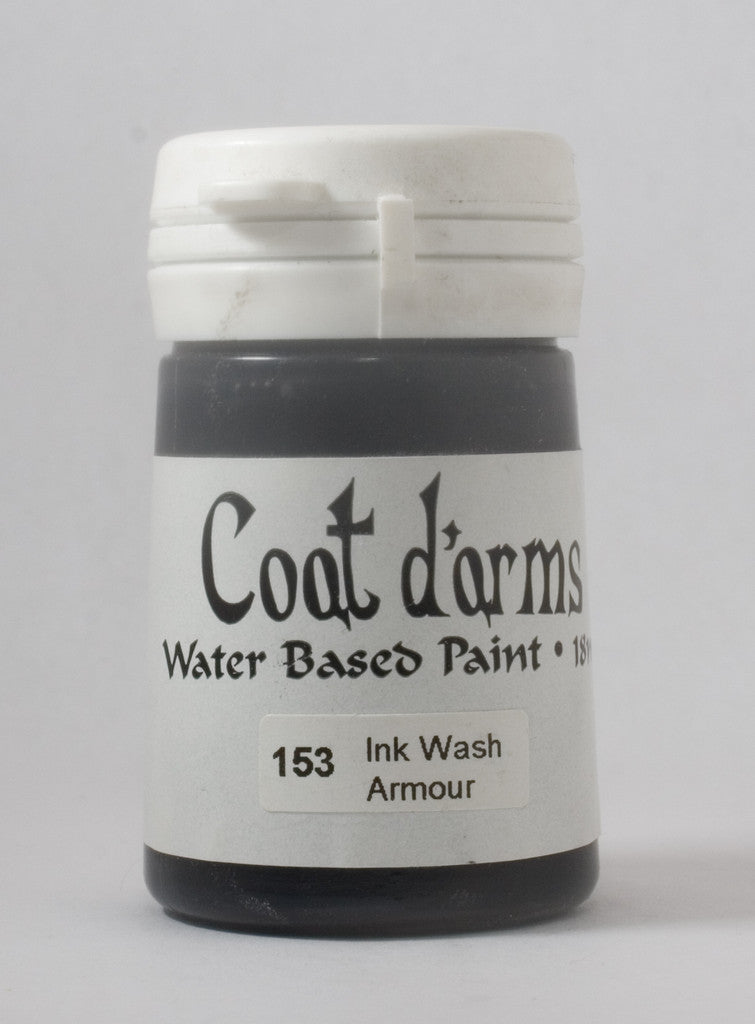 Coat d'arms
Water Based Paint • 18
153 Ink Wash
Armour